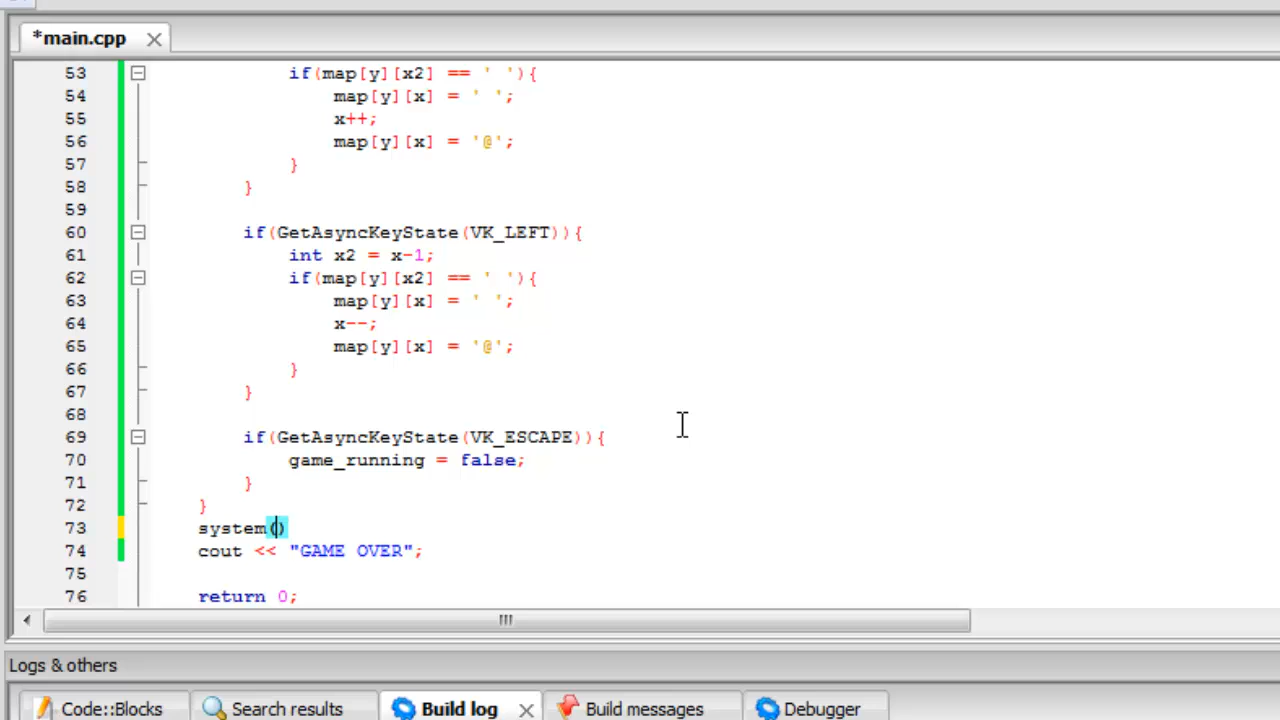 *main.cpp
53 if(map[y][x2] == ' '){
54 map[y][x] = ' ';
55 x++;
56 map[y][x] = '@';
57 }
58 }
59
60 if(GetAsyncKeyState(VK_LEFT)){
61 int x2 = x-1;
62 if(map[y][x2] == ' '){
63 map[y][x] = ' ';
64 x--;
65 map[y][x] = '@';
66 }
67 }
68
69 if(GetAsyncKeyState(VK_ESCAPE)){
70 game_running = false;
71 }
72 }
73 system()
74 cout << "GAME OVER";
75
76 return 0;
Logs & others
Code::Blocks Search results Build log Build messages Debugger